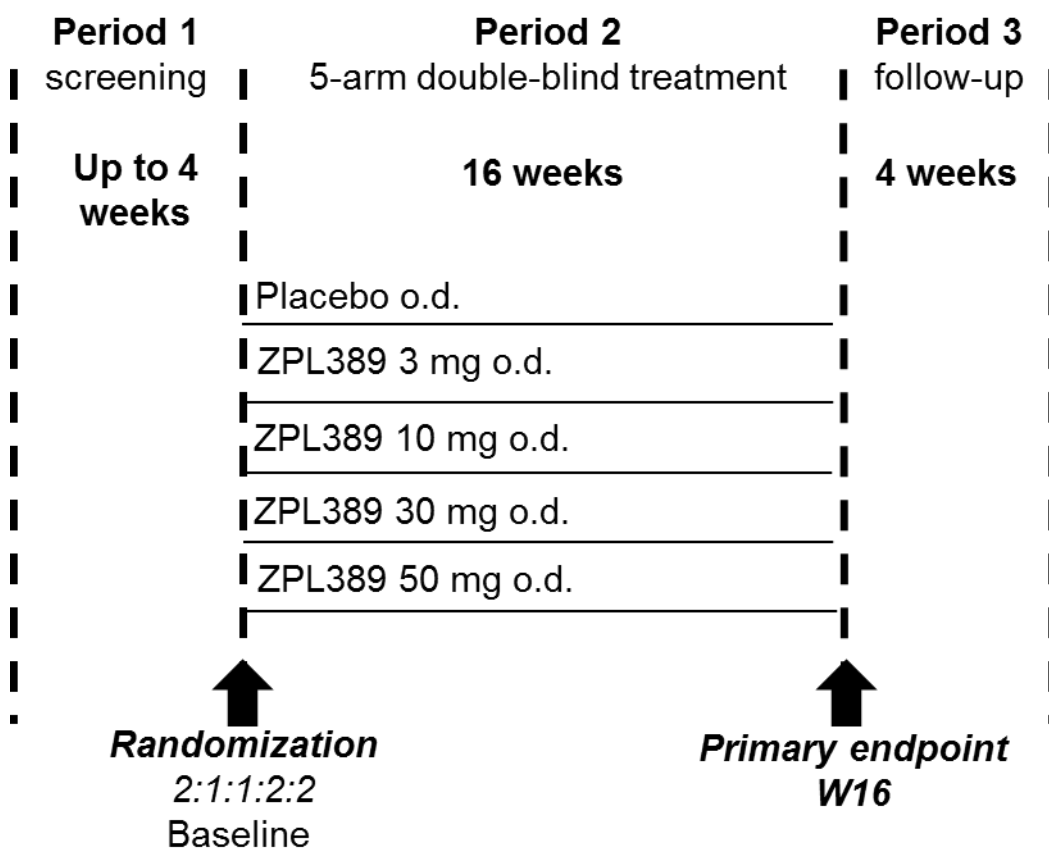 Period 1
screening
Up to 4
weeks
Period 2
5-arm double-blind treatment
16 weeks
Period 3
follow-up
4 weeks
Placebo o.d.
ZPL389 3 mg o.d.
ZPL389 10 mg o.d.
ZPL389 30 mg o.d.
ZPL389 50 mg o.d.
Randomization
2:1:1:2:2
Baseline
Primary endpoint
W16